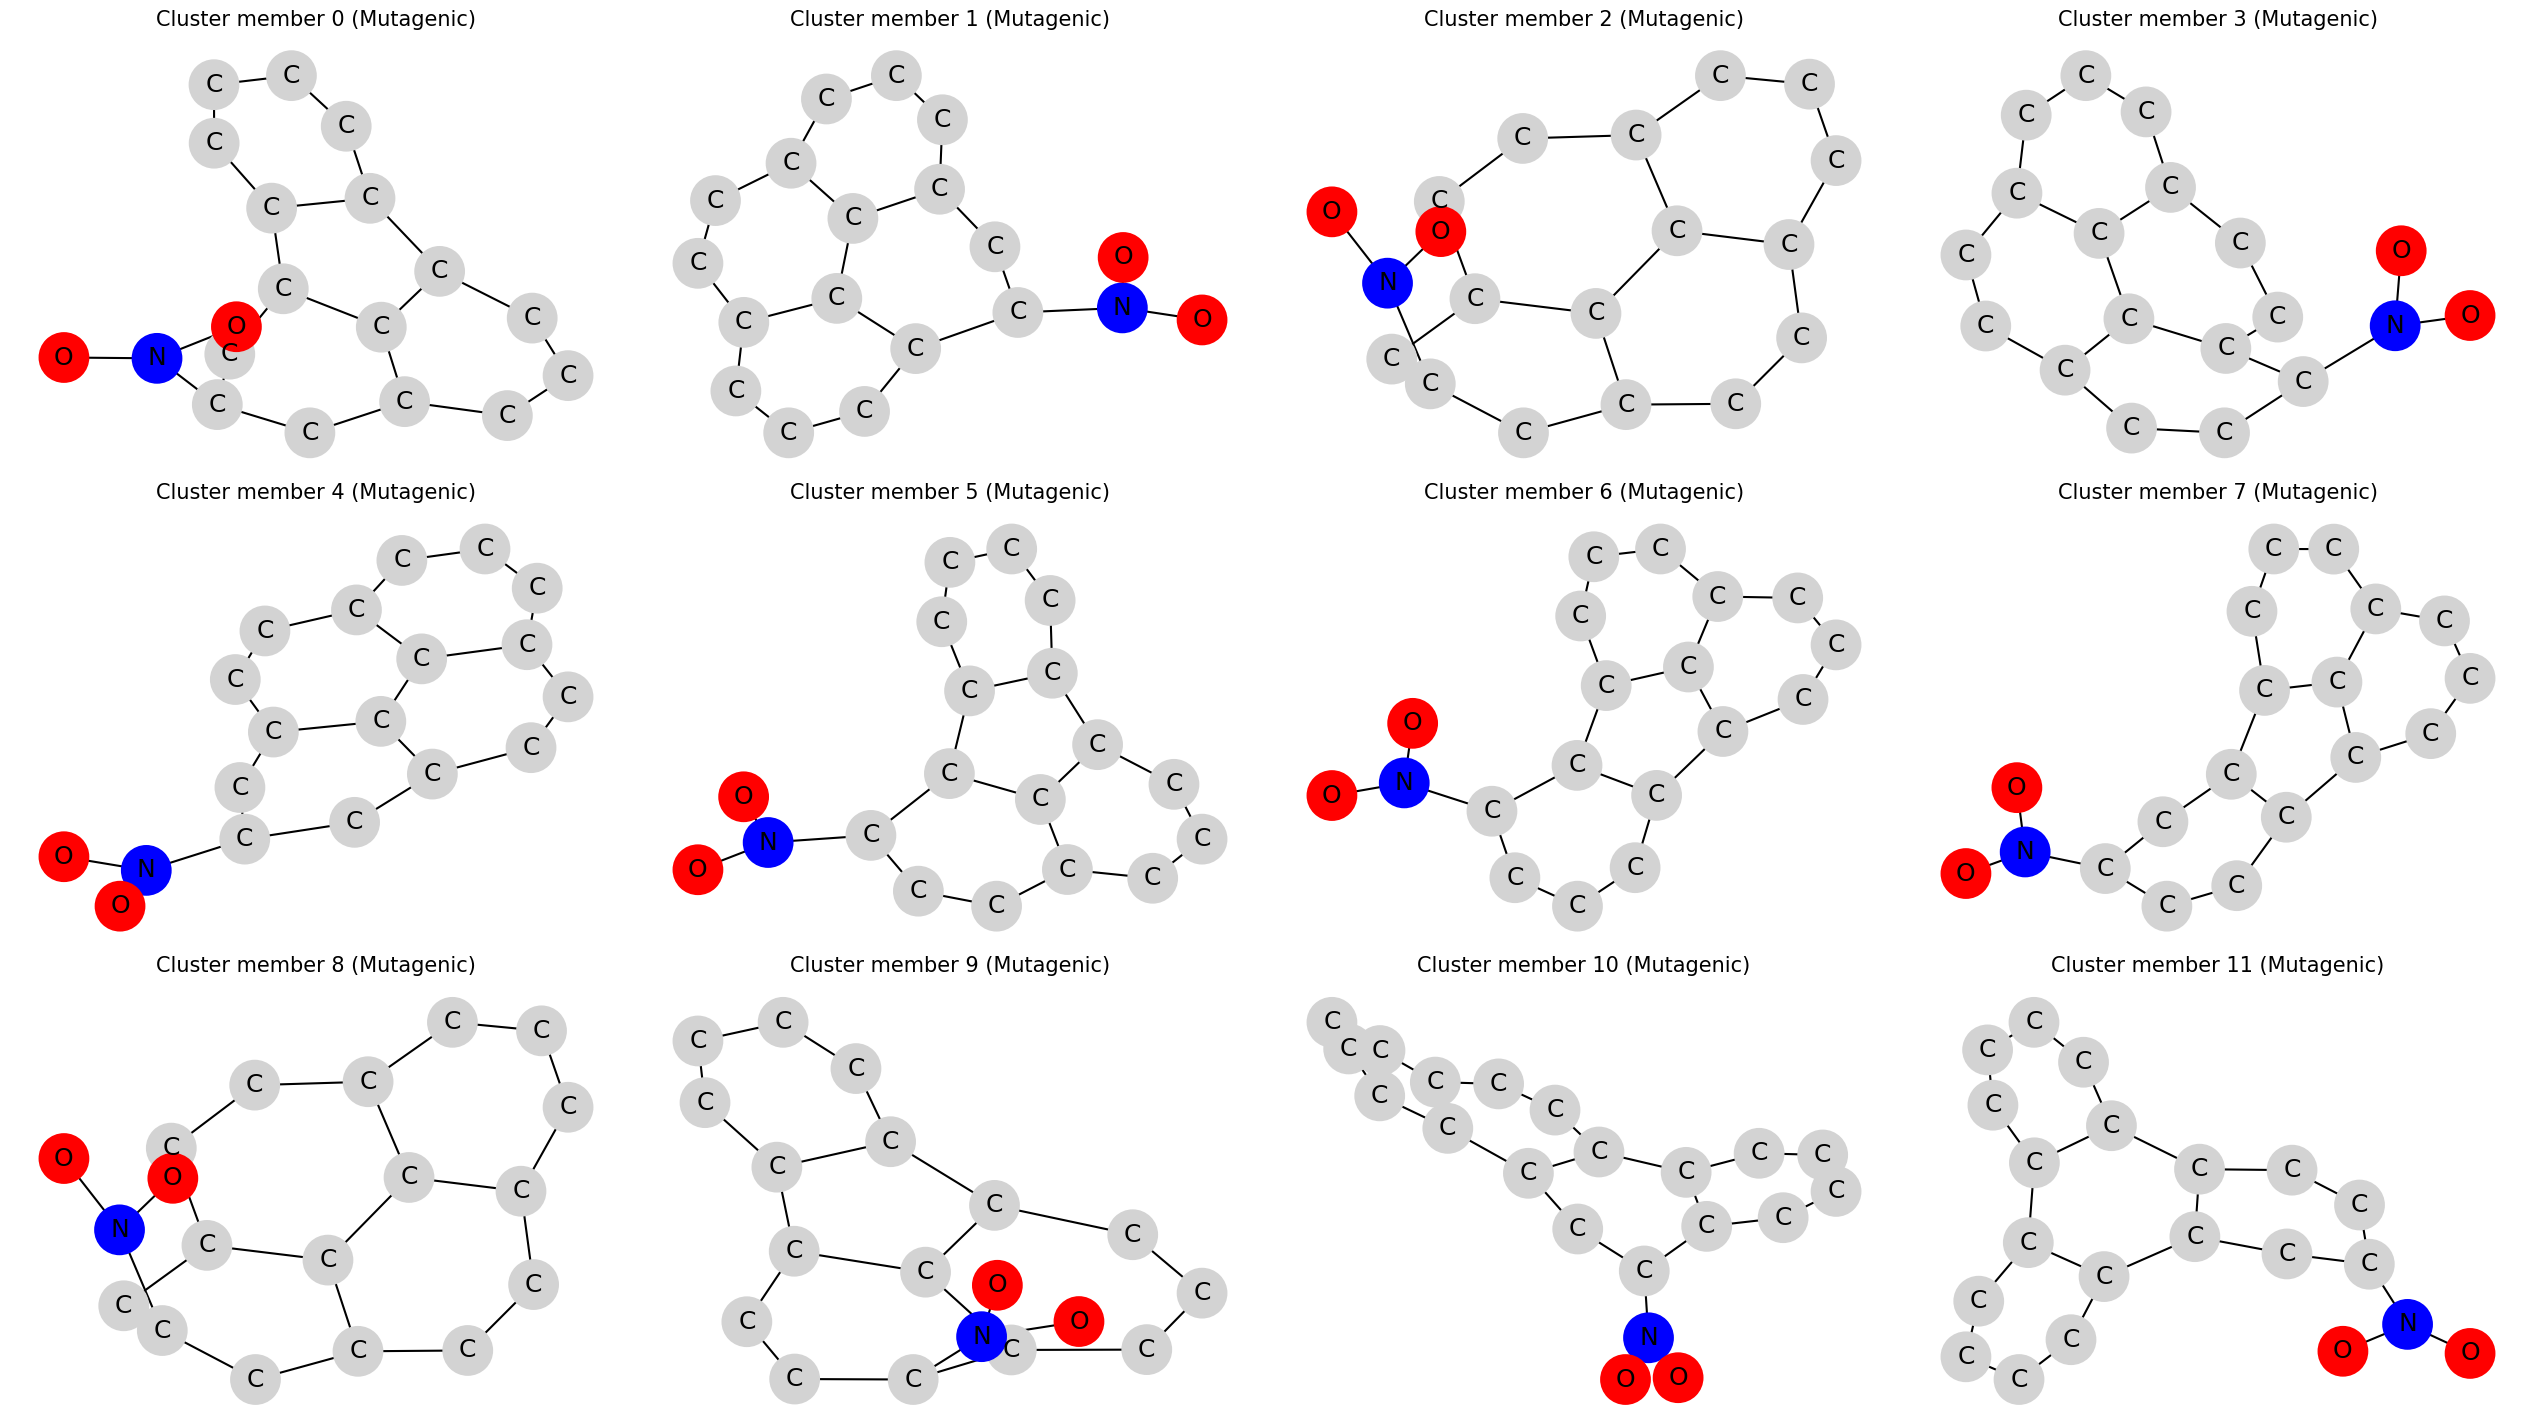 Cluster member 0 (Mutagenic)
Cluster member 1 (Mutagenic)
Cluster member 2 (Mutagenic)
Cluster member 3 (Mutagenic)
C C C C C C C C C C C C C C C C O N O
C C C C C C C C C C C C C C C C N O O
C C C C C C C C C C C C C C C C O N O
C C C C C C C C C C C C C C C C N O O
Cluster member 4 (Mutagenic)
Cluster member 5 (Mutagenic)
Cluster member 6 (Mutagenic)
Cluster member 7 (Mutagenic)
C C C C C C C C C C C C C C C C O N O
C C C C C C C C C C C C C C C C O N O
C C C C C C C C C C C C C C C C O N O
C C C C C C C C C C C C C C C C O N O
Cluster member 8 (Mutagenic)
Cluster member 9 (Mutagenic)
Cluster member 10 (Mutagenic)
Cluster member 11 (Mutagenic)
C C C C C C C C C C C C C C C C O N O
C C C C C C C C C C C C C C C C O N O
C C C C C C C C C C C C C C C C C C N O O
C C C C C C C C C C C C C C C C C C N O O